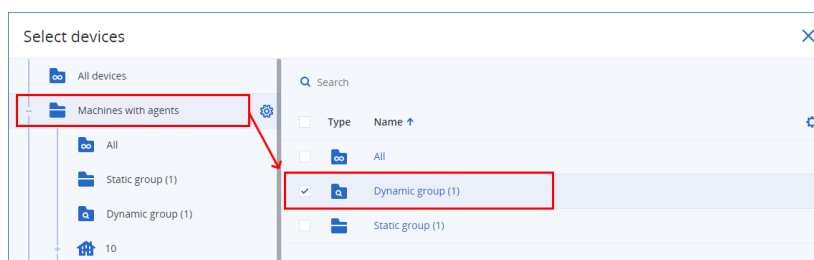 Select devices
All devices
Machines with agents
All
Static group (1)
Dynamic group (1)
10
Search
Type Name
All
Dynamic group (1)
Static group (1)